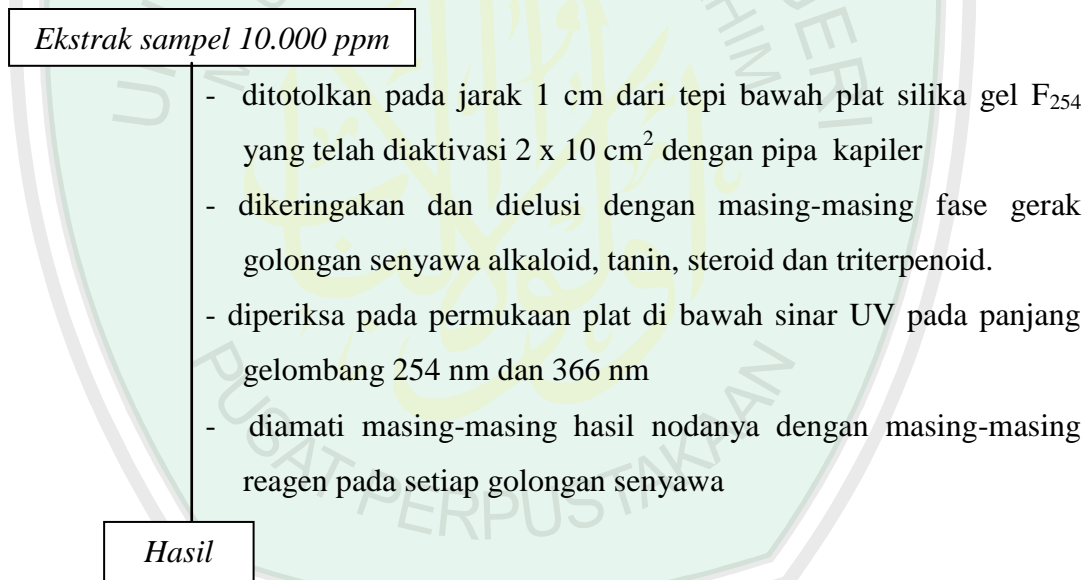 Ekstrak sampel 10.000 ppm
- ditotolkan pada jarak 1 cm dari tepi bawah plat silika gel F254
yang telah diaktivasi 2 x 10 cm2 dengan pipa kapiler
- dikeringakan dan dielusi dengan masing-masing fase gerak
golongan senyawa alkaloid, tanin, steroid dan triterpenoid.
- diperiksa pada permukaan plat di bawah sinar UV pada panjang
gelombang 254 nm dan 366 nm
- diamati masing-masing hasil nodanya dengan masing-masing
reagen pada setiap golongan senyawa
Hasil
PUSAT PERPUSTAKAAN